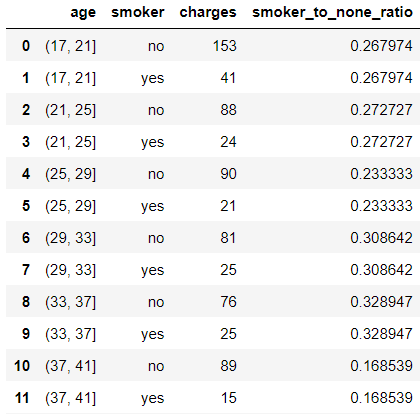 age smoker charges smoker_to_none_ratio
0 (17, 21] no 153 0.267974
1 (17, 21] yes 41 0.267974
2 (21, 25] no 88 0.272727
3 (21, 25] yes 24 0.272727
4 (25, 29] no 90 0.233333
5 (25, 29] yes 21 0.233333
6 (29, 33] no 81 0.308642
7 (29, 33] yes 25 0.308642
8 (33, 37] no 76 0.328947
9 (33, 37] yes 25 0.328947
10 (37, 41] no 89 0.168539
11 (37, 41] yes 15 0.168539